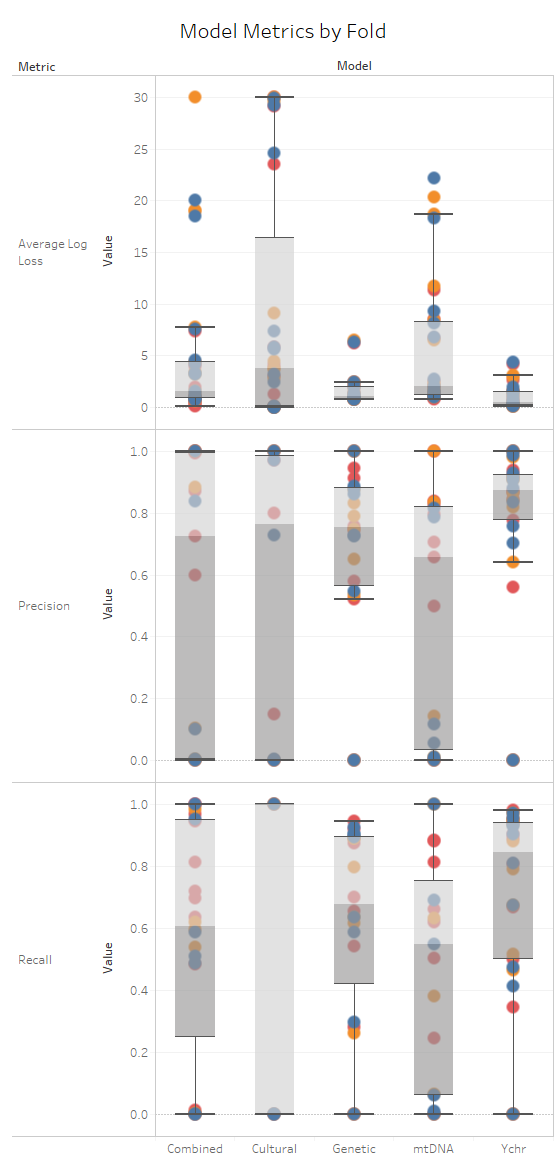 Model Metrics by Fold
Metric
Model
30
25
20
15
10
5
0
Average Log
Loss
Value
1.0
0.8
0.6
0.4
0.2
0.0
Precision
Value
1.0
0.8
0.6
0.4
0.2
0.0
Recall
Value
Combined Cultural Genetic mtDNA Ychr